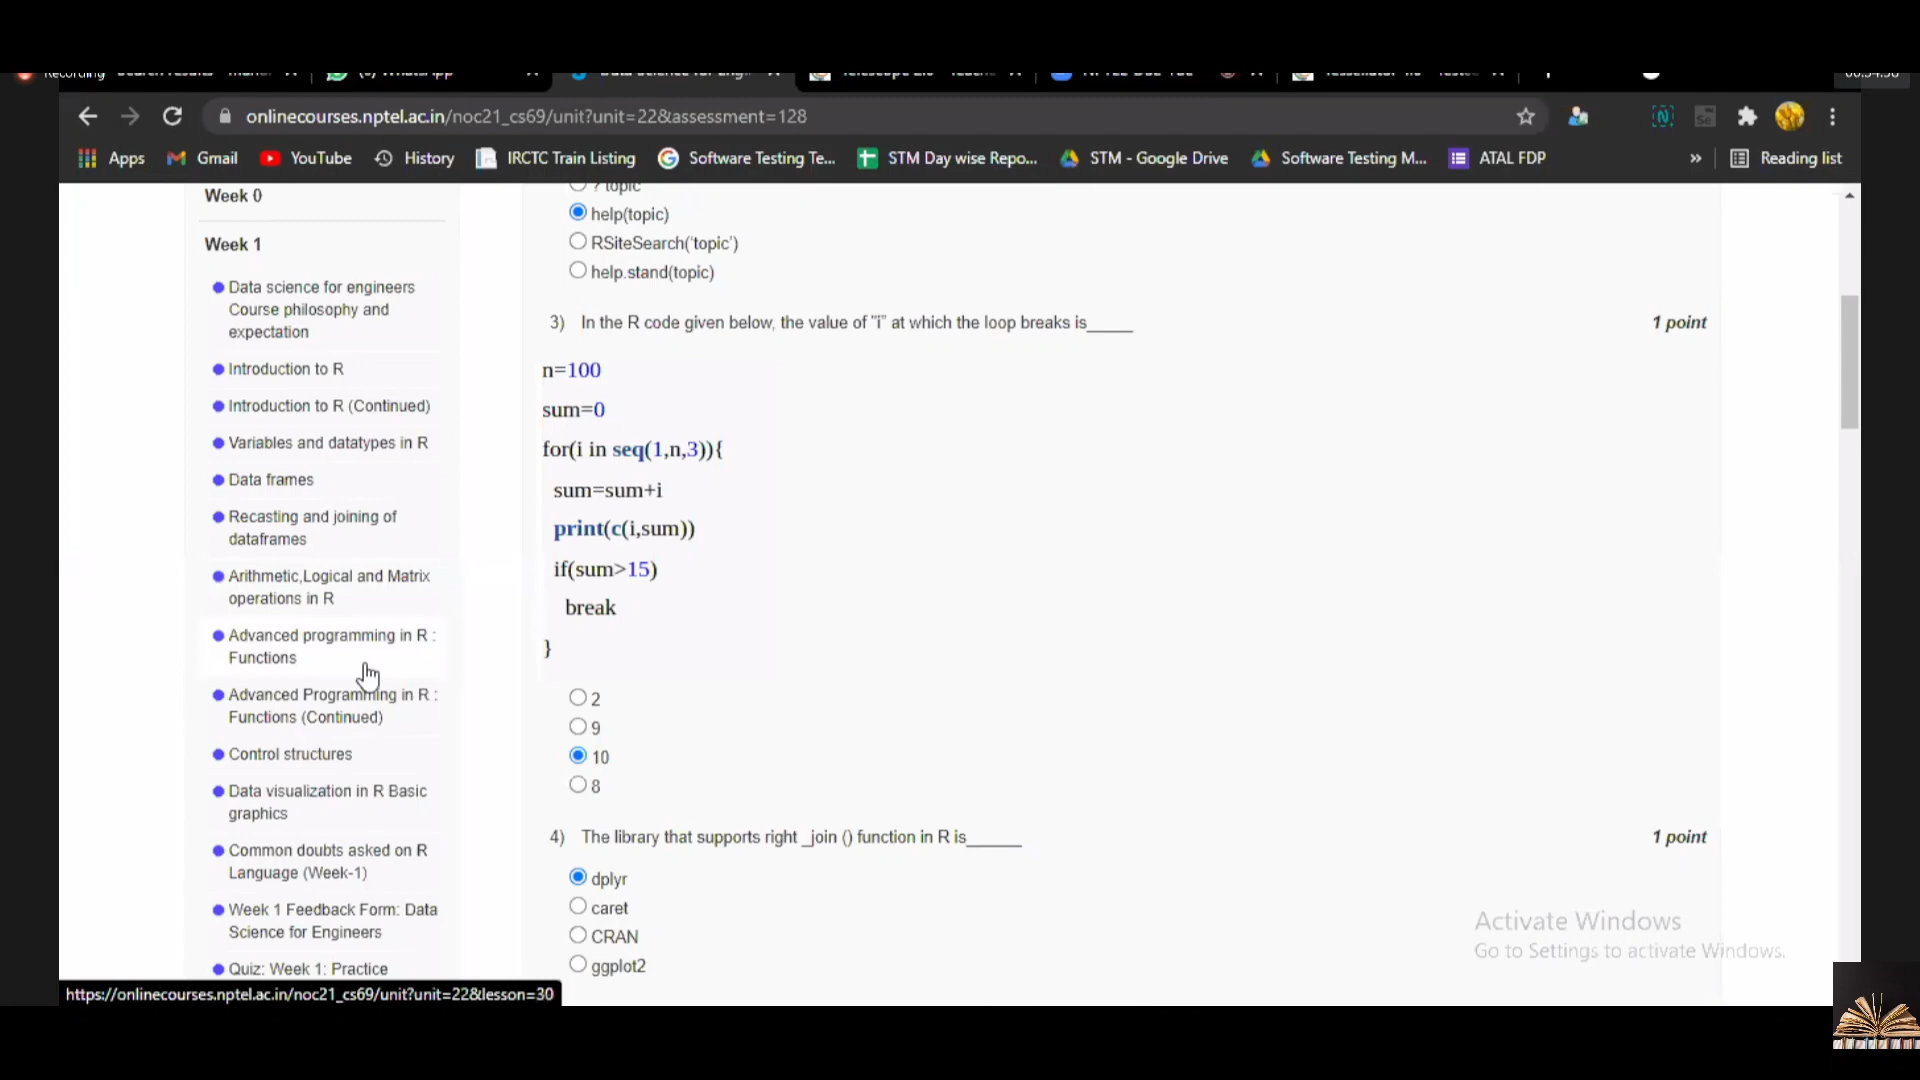 Recording
onlinecourses.nptel.ac.in/noc21_cs69/unit?unit=22&assessment=128
Apps
Gmail
YouTube
History
IRCTC Train Listing
Software Testing Te...
STM Day wise Repo...
STM - Google Drive
Software Testing M...
ATAL FDP
»
Reading list
Week 0
Week 1
Data science for engineers
Course philosophy and
expectation
Introduction to R
Introduction to R (Continued)
Variables and datatypes in R
Data frames
Recasting and joining of
dataframes
Arithmetic,Logical and Matrix
operations in R
Advanced programming in R :
Functions
Advanced Programming in R :
Functions (Continued)
Control structures
Data visualization in R Basic
graphics
Common doubts asked on R
Language (Week-1)
Week 1 Feedback Form: Data
Science for Engineers
Quiz: Week 1: Practice
https://onlinecourses.nptel.ac.in/noc21_cs69/unit?unit=22&lesson=30
? topic
help(topic)
RSiteSearch('topic')
help.stand(topic)
3) In the R code given below, the value of "i" at which the loop breaks is_____
1 point
n=100
sum=0
for(i in seq(1,n,3)){
sum=sum+i
print(c(i,sum))
if(sum>15)
break
}
2
9
10
8
4) The library that supports right _join () function in R is______
1 point
dplyr
caret
CRAN
ggplot2
Activate Windows
Go to Settings to activate Windows.